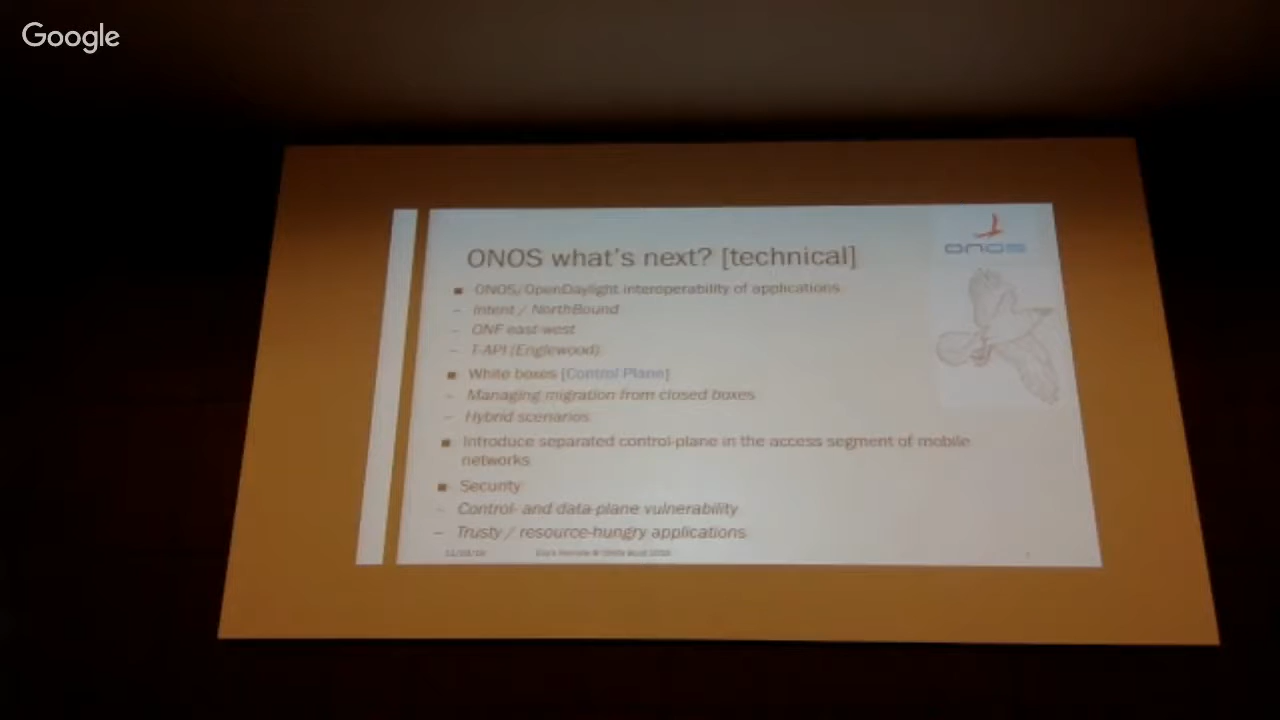 Google
ONOS
ONOS what's next? [technical]
■ ONOS/OpenDaylight interoperability of applications
– Intent / NorthBound
– ONF east-west
– T-API (Englewood)
■ White boxes [Control Plane]
– Managing migration from closed boxes
– Hybrid scenarios
■ Introduce separated control-plane in the access segment of mobile
networks
■ Security
– Control- and data-plane vulnerability
– Trusty / resource-hungry applications